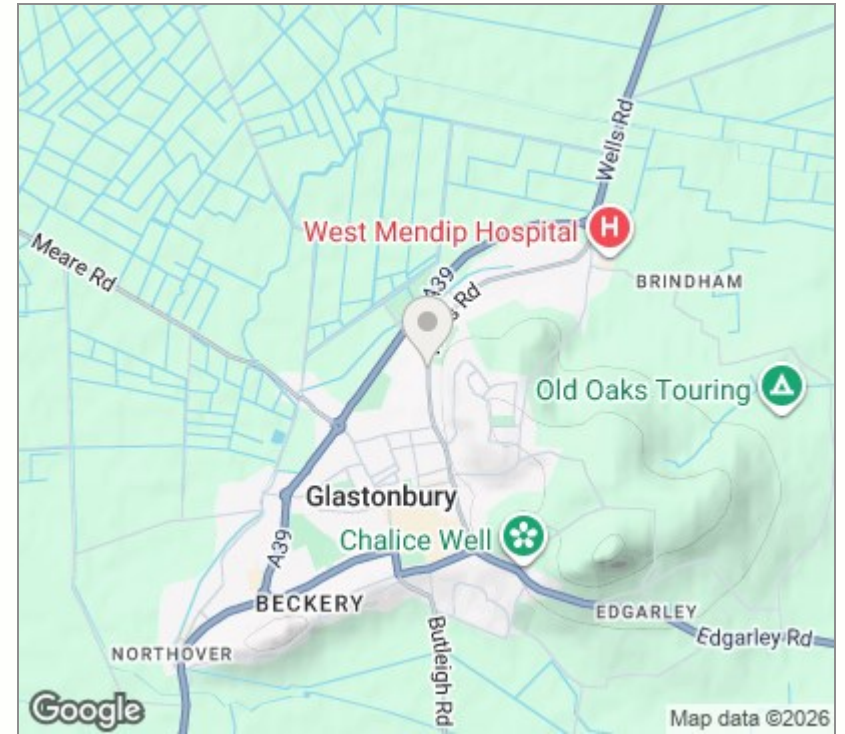 Wells Rd
West Mendip Hospital
H
Meare Rd
A39
BRINDHAM
Rd
Old Oaks Touring
Glastonbury
Chalice Well
A39
BECKERY
EDGARLEY
Edgarley Rd
NORTHOVER
Butleigh Rd
Google
Map data ©2026